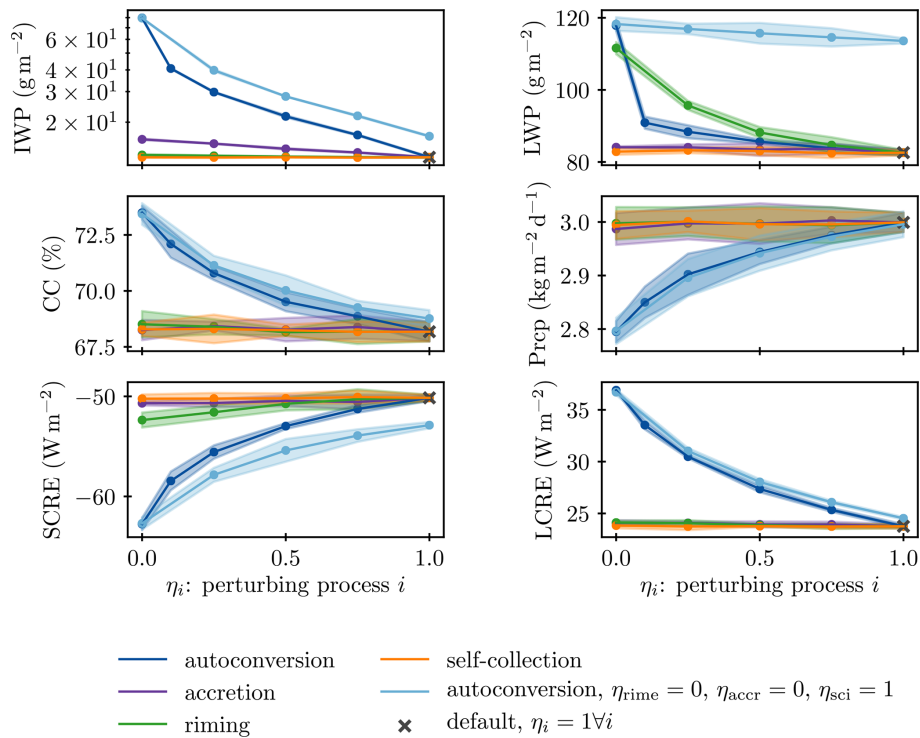 IWP (g m⁻²)
6 × 10¹
4 × 10¹
3 × 10¹
2 × 10¹
LWP (g m⁻²)
120
100
80
CC (%)
72.5
70.0
67.5
Prcp (kg m⁻² d⁻¹)
3.0
2.9
2.8
SCRE (W m⁻²)
−50
−60
0.0 0.5 1.0
ηᵢ: perturbing process i
LCRE (W m⁻²)
35
30
25
0.0 0.5 1.0
ηᵢ: perturbing process i
autoconversion
accretion
riming
self-collection
autoconversion, η_rime = 0, η_accr = 0, η_sci = 1
default, ηᵢ = 1∀i